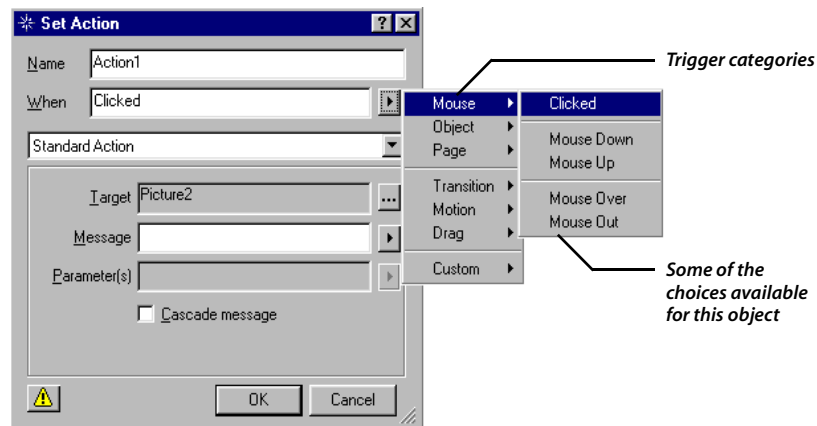 Set Action
Name Action1
When Clicked
Standard Action
Target Picture2 ...
Message
Parameter(s)
Cascade message
OK Cancel
Trigger categories
Mouse
Object
Page
Transition
Motion
Drag
Custom
Clicked
Mouse Down
Mouse Up
Mouse Over
Mouse Out
Some of the
choices available
for this object